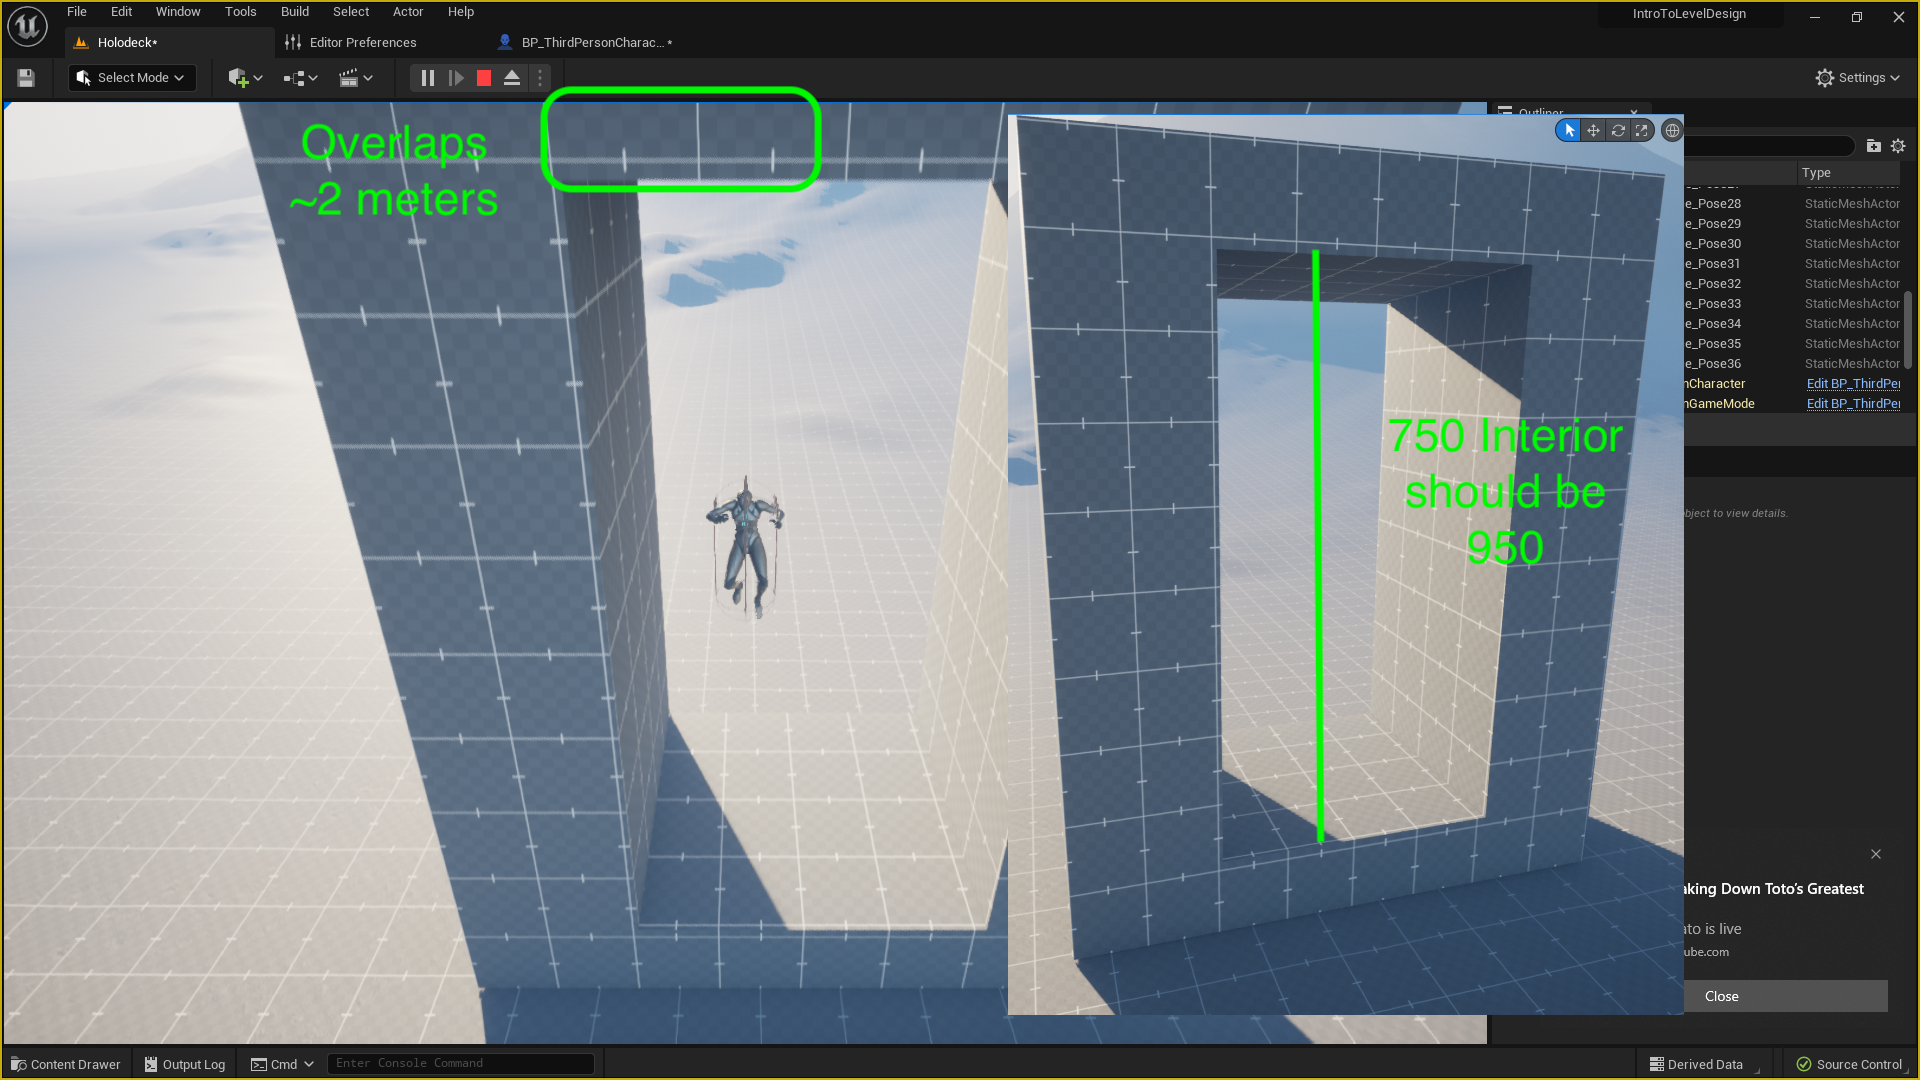 File Edit Window Tools Build Select Actor Help
IntroToLevelDesign
Holodeck*
Editor Preferences
BP_ThirdPersonCharac... *
Select Mode
Settings
Outliner
Overlaps
~2 meters
Type
e_Pose28 StaticMeshActor
e_Pose29 StaticMeshActor
e_Pose30 StaticMeshActor
e_Pose31 StaticMeshActor
e_Pose32 StaticMeshActor
e_Pose33 StaticMeshActor
e_Pose34 StaticMeshActor
e_Pose35 StaticMeshActor
e_Pose36 StaticMeshActor
nCharacter Edit BP_ThirdPer
nGameMode Edit BP_ThirdPer
750 Interior
should be
950
bject to view details.
aking Down Toto's Greatest
ato is live
ube.com
Close
Content Drawer
Output Log
Cmd
Enter Console Command
Derived Data
Source Control